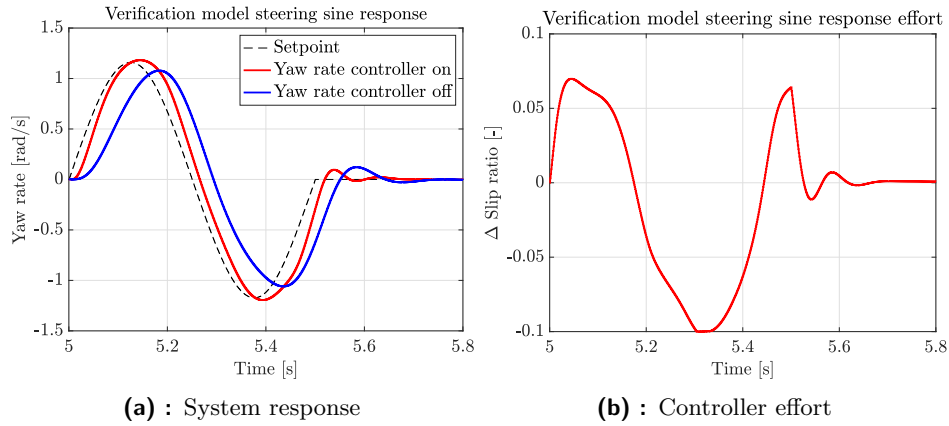 Verification model steering sine response
1.5
1
0.5
0
-0.5
-1
-1.5
Yaw rate [rad/s]
Setpoint
Yaw rate controller on
Yaw rate controller off
5
5.2
5.4
5.6
5.8
Time [s]
(a) : System response
Verification model steering sine response effort
0.1
0.05
0
-0.05
-0.1
Δ Slip ratio [-]
5
5.2
5.4
5.6
5.8
Time [s]
(b) : Controller effort